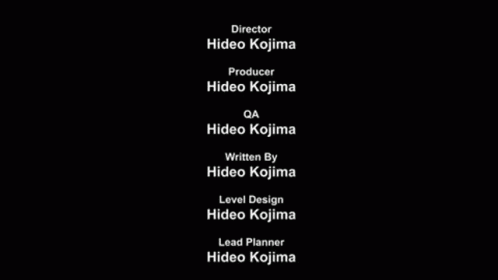 Director
Hideo Kojima
Producer
Hideo Kojima
QA
Hideo Kojima
Written By
Hideo Kojima
Level Design
Hideo Kojima
Lead Planner
Hideo Kojima